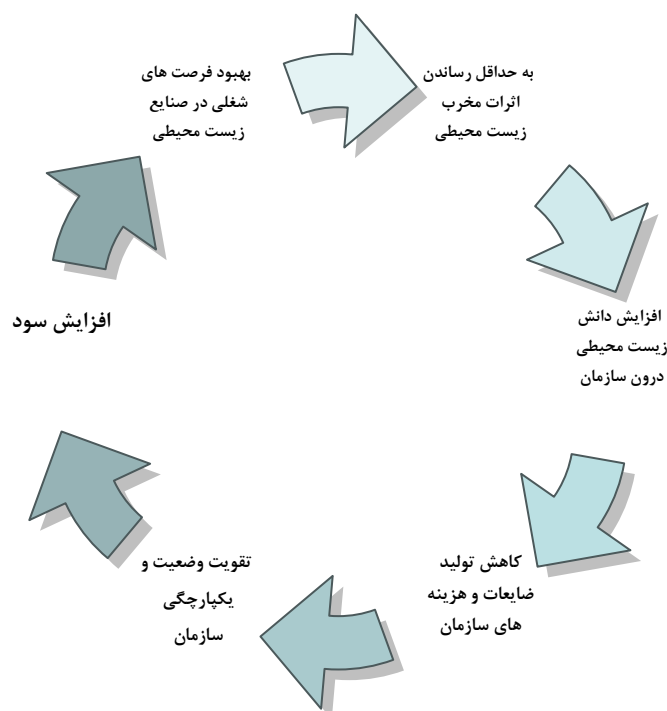 به حداقل رساندن
اثرات مخرب
زیست محیطی
افزایش دانش
زیست محیطی
درون سازمان
کاهش تولید
ضایعات و هزینه
های سازمان
تقویت وضعیت و
یکپارچگی
سازمان
افزایش سود
بهبود فرصت های
شغلی در صنایع
زیست محیطی